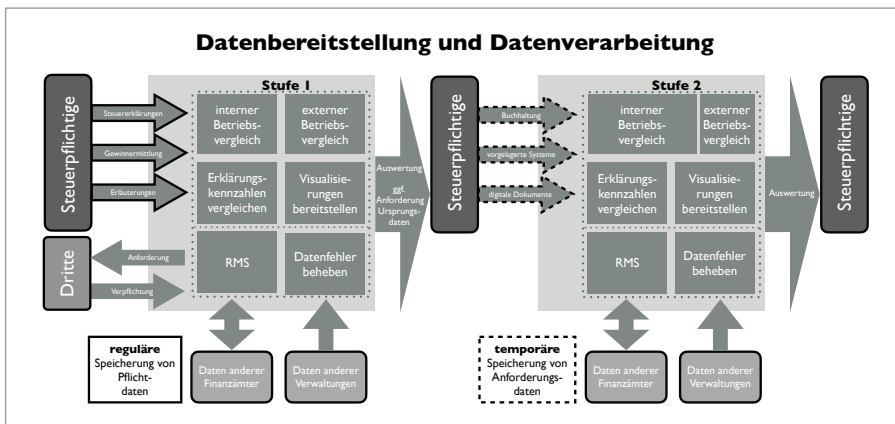 Datenbereitstellung und Datenverarbeitung
Steuerpflichtige
Steuererklärungen
Gewinnermittlung
Erläuterungen
Dritte
Anforderung
Verpflichtung
Stufe 1
interner
Betriebs-
vergleich
externer
Betriebs-
vergleich
Erklärungs-
kennzahlen
vergleichen
Visualisie-
rungen
bereitstellen
RMS
Datenfehler
beheben
Auswertung
ggf.
Anforderung
Ursprungs-
daten
reguläre
Speicherung von
Pflicht-
daten
Daten anderer
Finanzämter
Daten anderer
Verwaltungen
Steuerpflichtige
Buchhaltung
vorgelagerte Systeme
digitale Dokumente
Stufe 2
interner
Betriebs-
vergleich
externer
Betriebs-
vergleich
Erklärungs-
kennzahlen
vergleichen
Visualisie-
rungen
bereitstellen
RMS
Datenfehler
beheben
Auswertung
temporäre
Speicherung von
Anforderungs-
daten
Daten anderer
Finanzämter
Daten anderer
Verwaltungen
Steuerpflichtige